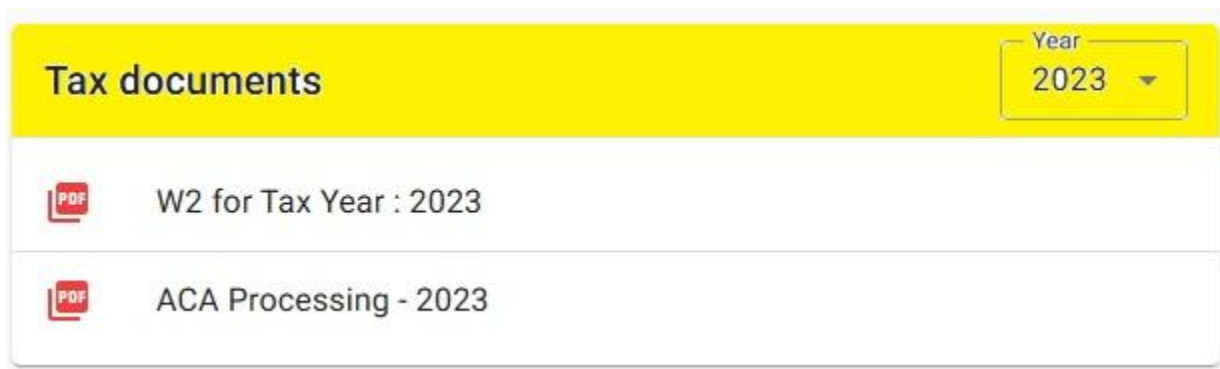 Year
Tax documents
2023
PDF
W2 for Tax Year : 2023
PDF
ACA Processing - 2023